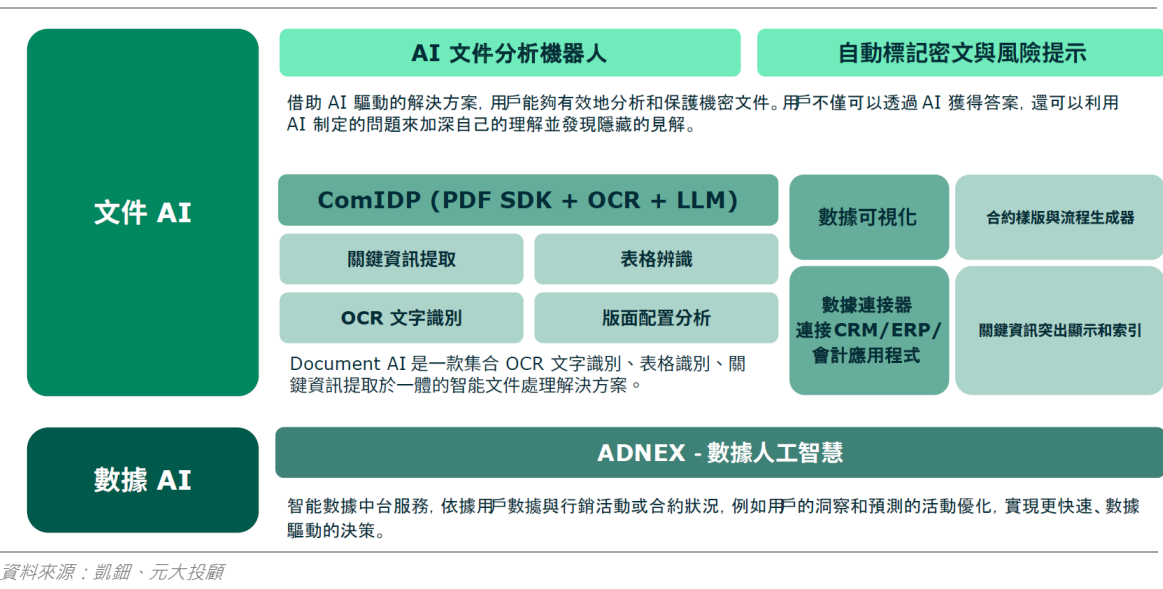 AI 文件分析機器人
自動標記密文與風險提示
借助 AI 驅動的解決方案, 用戶能夠有效地分析和保護機密文件。用戶不僅可以透過 AI 獲得答案, 還可以利用
AI 制定的問題來加深自己的理解並發現隱藏的見解。
文件 AI
ComIDP (PDF SDK + OCR + LLM)
關鍵資訊提取
表格辨識
OCR 文字識別
版面配置分析
Document AI 是一款集合 OCR 文字識別、表格識別、關
鍵資訊提取於一體的智能文件處理解決方案。
數據可視化
合約樣版與流程生成器
數據連接器
連接CRM/ERP/
會計應用程式
關鍵資訊突出顯示和索引
數據 AI
ADNEX - 數據人工智慧
智能數據中台服務, 依據用戶數據與行銷活動或合約狀況, 例如用戶的洞察和預測的活動優化, 實現更快速、數據
驅動的決策。
資料來源：凱鈿、元大投顧